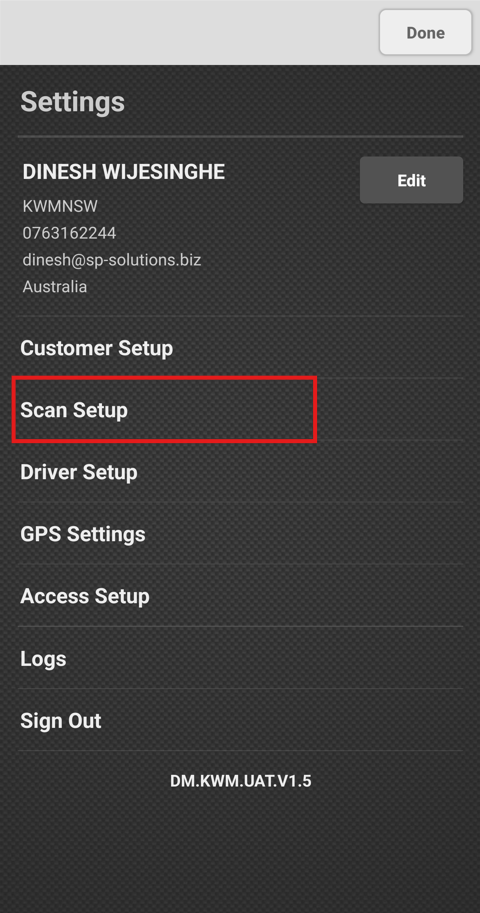 Done
Settings
DINESH WIJESINGHE
Edit
KWMNSW
0763162244
dinesh@sp-solutions.biz
Australia
Customer Setup
Scan Setup
Driver Setup
GPS Settings
Access Setup
Logs
Sign Out
DM.KWM.UAT.V1.5